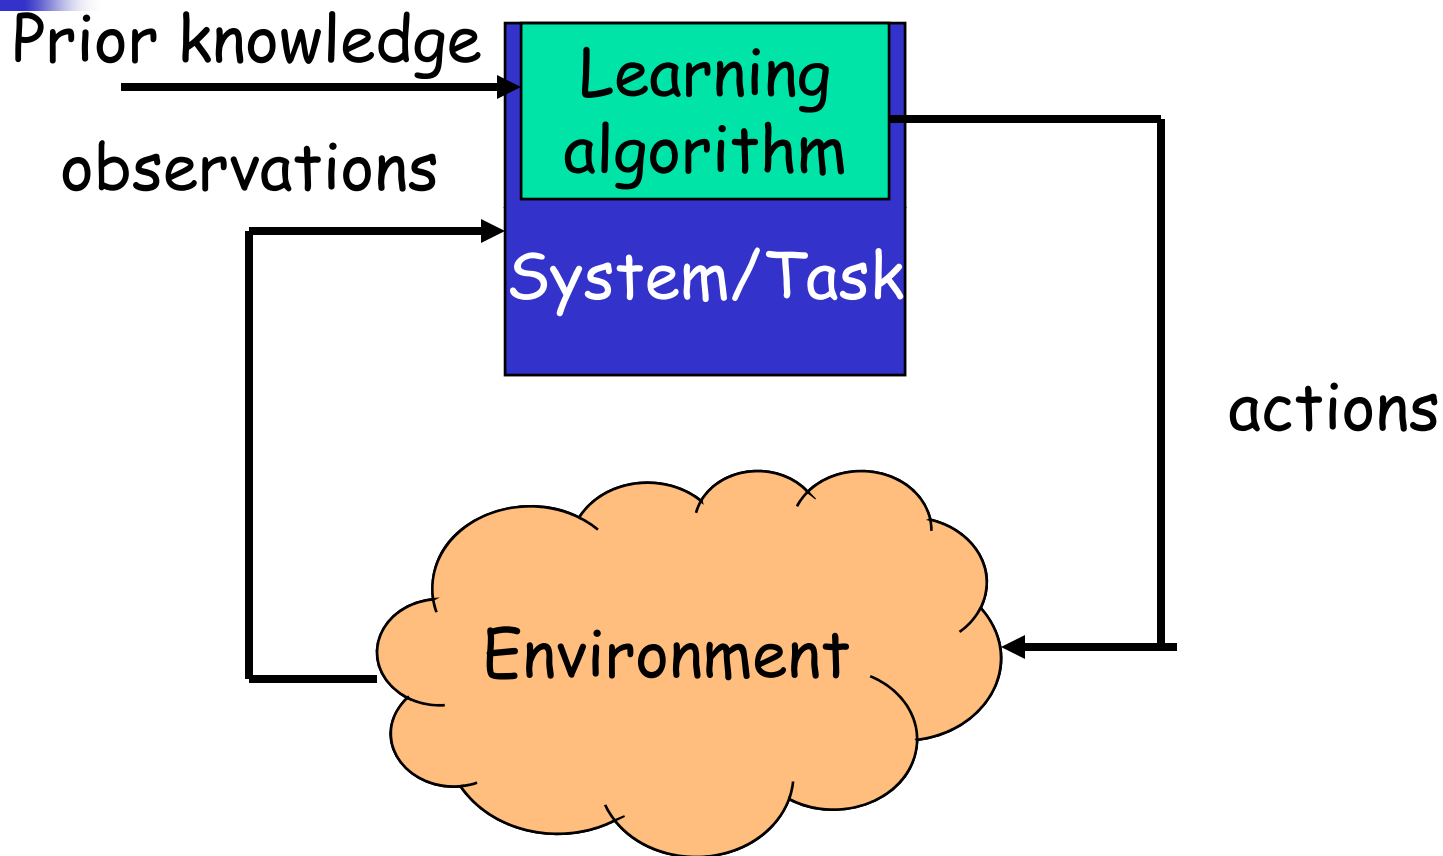 Prior knowledge
Learning
algorithm
observations
System/Task
actions
Environment